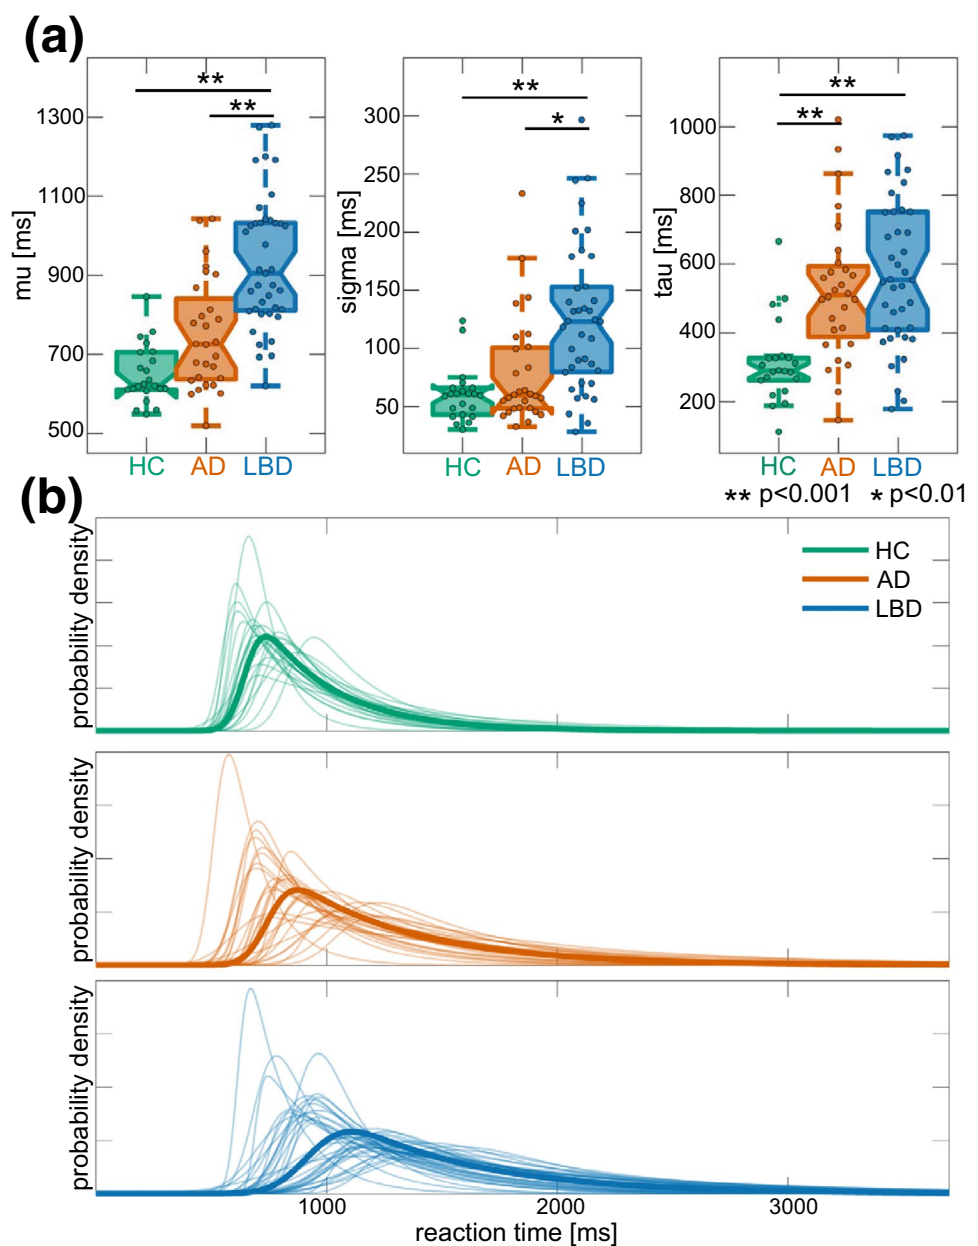 (a)
mu [ms]
1300
1100
900
700
500
**
**
HC AD LBD
sigma [ms]
300
250
200
150
100
50
**
*
HC AD LBD
tau [ms]
1000
800
600
400
200
**
**
HC AD LBD
** p<0.001 * p<0.01
(b)
probability density
HC
AD
LBD
probability density
probability density
1000 2000 3000
reaction time [ms]